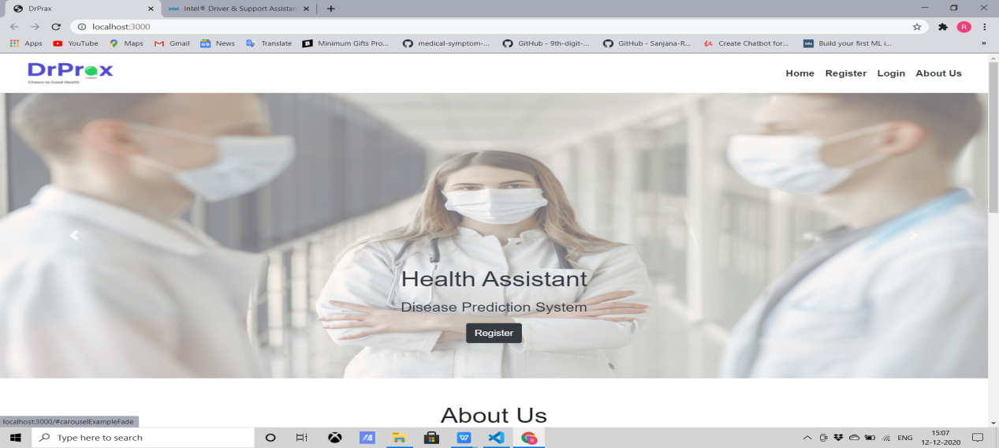 DrPrax
Intel® Driver & Support Assistan
localhost:3000
Apps YouTube Maps Gmail News Translate Minimum Gifts Pro... medical-symptom-... GitHub - 9th-digit-... GitHub - Sanjana-R... Create Chatbot for... Build your first ML i... »
DrPrax
Cheers to Good Health
Home Register Login About Us
Health Assistant
Disease Prediction System
Register
About Us
localhost:3000/#carouselExampleFade
Type here to search
ENG
15:07
12-12-2020